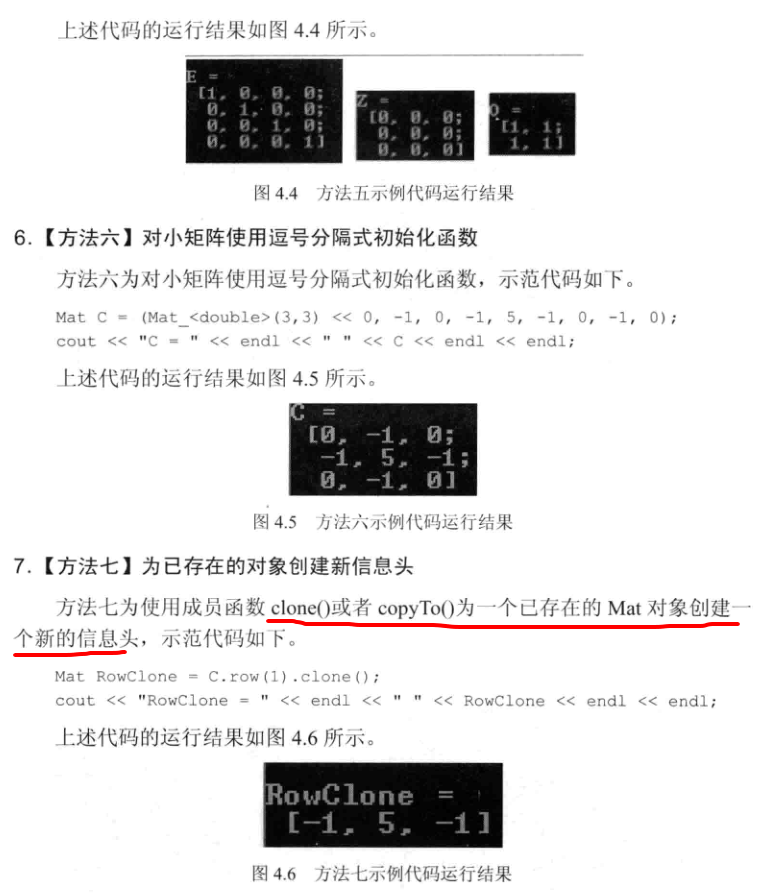 上述代码的运行结果如图 4.4 所示。
E =
[1, 0, 0, 0;
0, 1, 0, 0;
0, 0, 1, 0;
0, 0, 0, 1]
Z =
[0, 0, 0;
0, 0, 0;
0, 0, 0]
O =
[1, 1;
1, 1]
图 4.4 方法五示例代码运行结果
6.【方法六】对小矩阵使用逗号分隔式初始化函数
方法六为对小矩阵使用逗号分隔式初始化函数，示范代码如下。
Mat C = (Mat_<double>(3,3) << 0, -1, 0, -1, 5, -1, 0, -1, 0);
cout << "C = " << endl << " " << C << endl << endl;
上述代码的运行结果如图 4.5 所示。
C =
[0, -1, 0;
-1, 5, -1;
0, -1, 0]
图 4.5 方法六示例代码运行结果
7.【方法七】为已存在的对象创建新信息头
方法七为使用成员函数 clone()或者 copyTo()为一个已存在的 Mat 对象创建一
个新的信息头，示范代码如下。
Mat RowClone = C.row(1).clone();
cout << "RowClone = " << endl << " " << RowClone << endl << endl;
上述代码的运行结果如图 4.6 所示。
RowClone =
[-1, 5, -1]
图 4.6 方法七示例代码运行结果